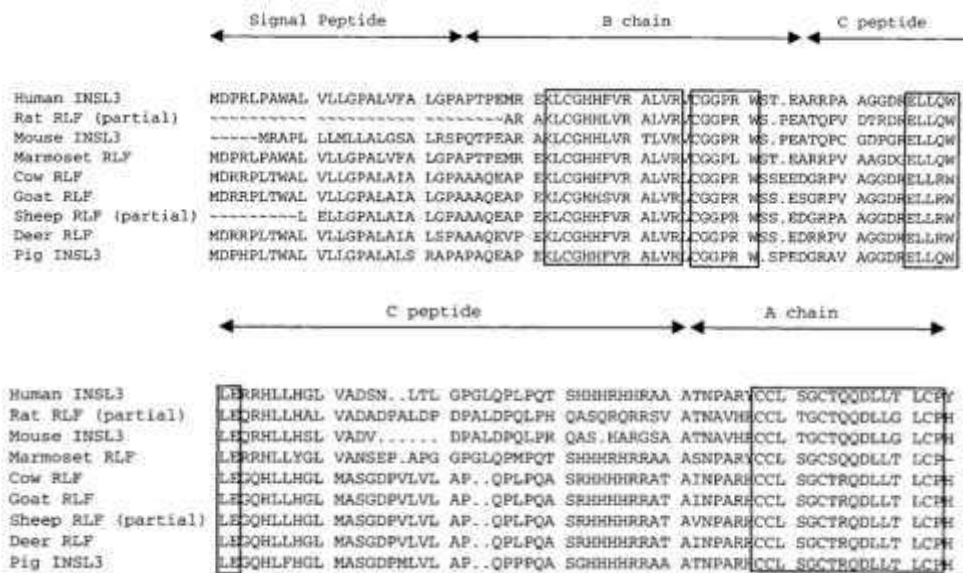 Signal Peptide B chain C peptide
Human INSL3 MDPRLPAWAL VLLGPALVFA LGPAPTPEMR EKLCGHHFVR ALVRVCGGPR WST.EARRPA AGGDRELLQW
Rat RLF (partial) ~~~~~~~~~~ ~~~~~~~~~~ ~~~~~~~~AR AKLCGHHLVR ALVRVCGGPR WS.PEATQPV DTRDRELLQW
Mouse INSL3 ~~~~~MRAPL LLMLLALGSA LRSPQTPEAR AKLCGHHLVR TLVRVCGGPR WS.PEATQPC GDPGRELLQW
Marmoset RLF MDPRLPAWAL VLLGPALVFA LGPAPTPEMR EKLCGHHFVR ALVRVCGGPL WST.EARRPV AAGDGELLQW
Cow RLF MDRRPLTWAL VLLGPALAIA LGPAAAQEAP EKLCGHHFVR ALVRLCGGPR WSSEEDGRPV AGGDRELLRW
Goat RLF MDRRPLTWAL VLLGPALAIA LGPAAAQEAP EKLCGHHSVR ALVRLCGGPR WSS.ESGRPV AGGDRELLRW
Sheep RLF (partial) ~~~~~~~~~L ELLGPALAIA LGPAAAQEAP EKLCGHHFVR ALVRLCGGPR WSS.EDGRPA AGGDRELLRW
Deer RLF MDRRPLTWAL VLLGPALAIA LSPAAAQEVP EKLCGHHFVR ALVRLCGGPR WSS.EDRRPV AGGDRELLRW
Pig INSL3 MDPHPLTWAL VLLGPALALS RAPAPAQEAP EKLCGHHFVR ALVRLCGGPR W.SPEDGRAV AGGDRELLQW
C peptide A chain
Human INSL3 LERRHLLHGL VADSN..LTL GPGLQPLPQT SHHHRHHRAA ATNPARYCCL SGCTQQDLLT LCPY
Rat RLF (partial) LEQRHLLHAL VADADPALDP DPALDPQLPH QASQRQRRSV ATNAVHRCCL TGCTQQDLLG LCPH
Mouse INSL3 LEQRHLLHSL VADV...... DPALDPQLPR QAS.HARGSA ATNAVHRCCL TGCTQQDLLG LCPH
Marmoset RLF LERRHLLYGL VANSEP.APG GPGLQPMPQT SHHHRHRRAA ASNPARYCCL SGCSQQDLLT LCP~
Cow RLF LEGQHLLHGL MASGDPVLVL AP..QPLPQA SRHHHHRRAT AINPARHCCL SGCTRQDLLT LCPH
Goat RLF LEGQHLLHGL MASGDPVLVL AP..QPLPQA SRHHHHRRAT AINPARHCCL SGCTRQDLLT LCPH
Sheep RLF (partial) LEGQHLLHGL MASGDPVLVL AP..QPLPQA SRHHHHRRAT AVNPARHCCL SGCTRQDLLT LCPH
Deer RLF LEGQHLLHGL MASGDPVLVL AP..QPLPQA SRHHHHRRAT AINPARHCCL SGCTRQDLLT LCPH
Pig INSL3 LEGQHLFHGL MASGDPMLVL AP..QPPPQA SGHHHHRRAT AINPARHCCL SGCTRQDLLT LCPH